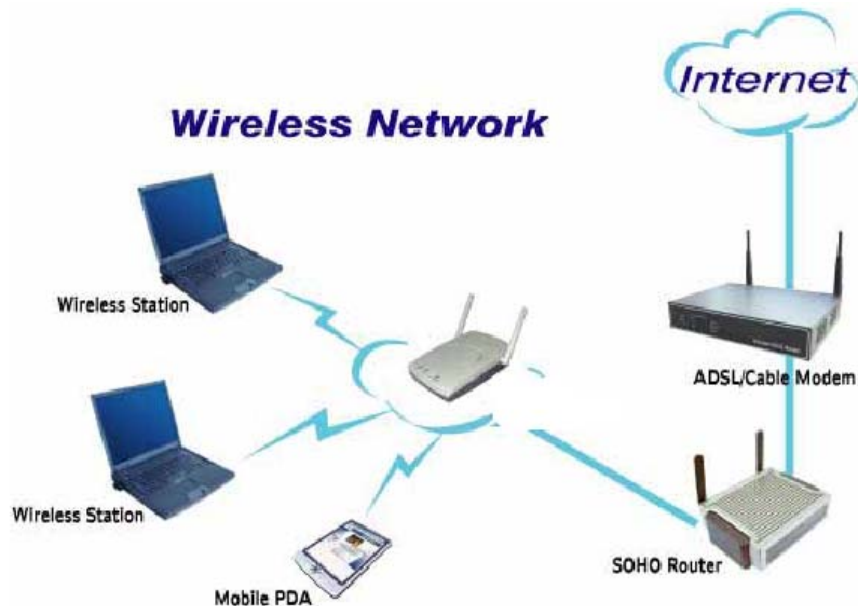 Internet
Wireless Network
Wireless Station
ADSL/Cable Modem
Wireless Station
SOHO Router
Mobile PDA